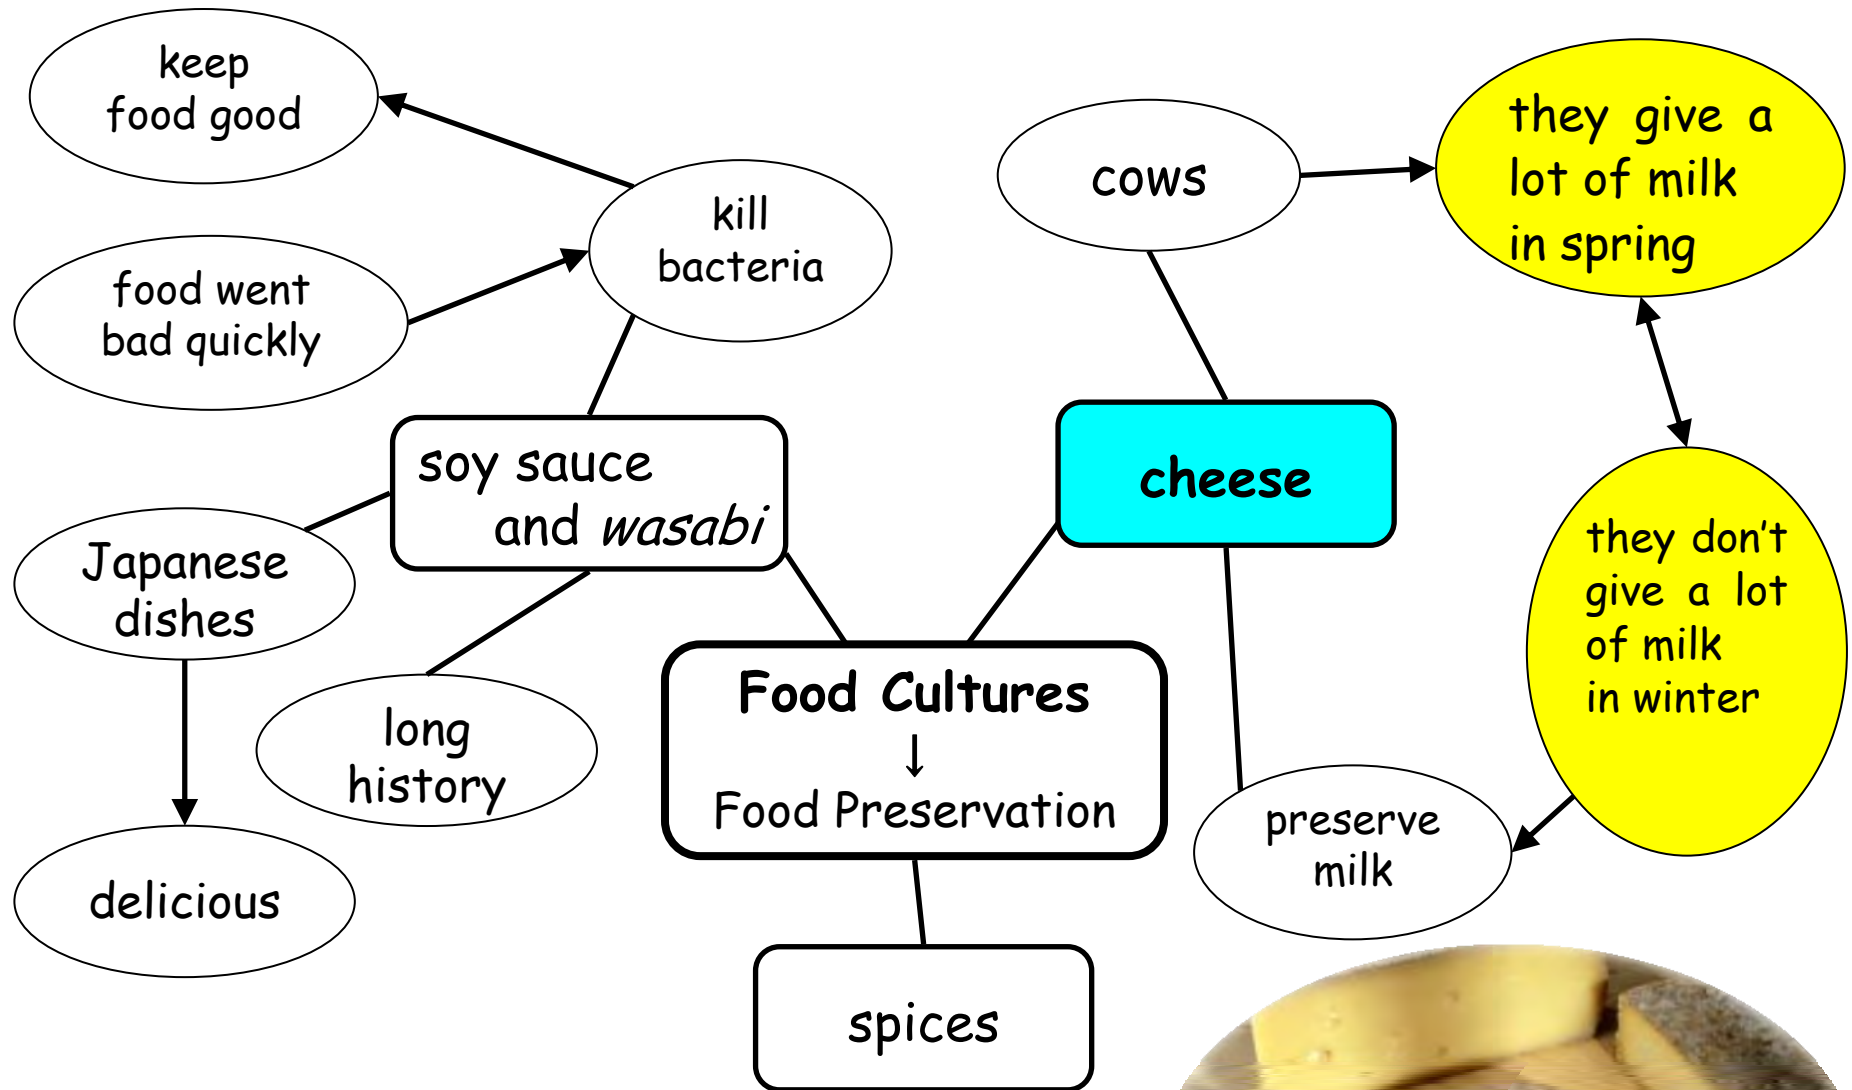 keep
food good
food went
bad quickly
kill
bacteria
cows
they give a
lot of milk
in spring
soy sauce
and wasabi
cheese
they don't
give a lot
of milk
in winter
Japanese
dishes
long
history
Food Cultures
↓
Food Preservation
preserve
milk
delicious
spices